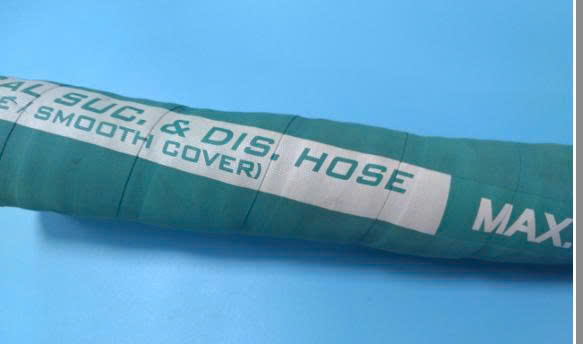 AL SUC. & DIS. HOSE
/ SMOOTH COVER)
MAX.